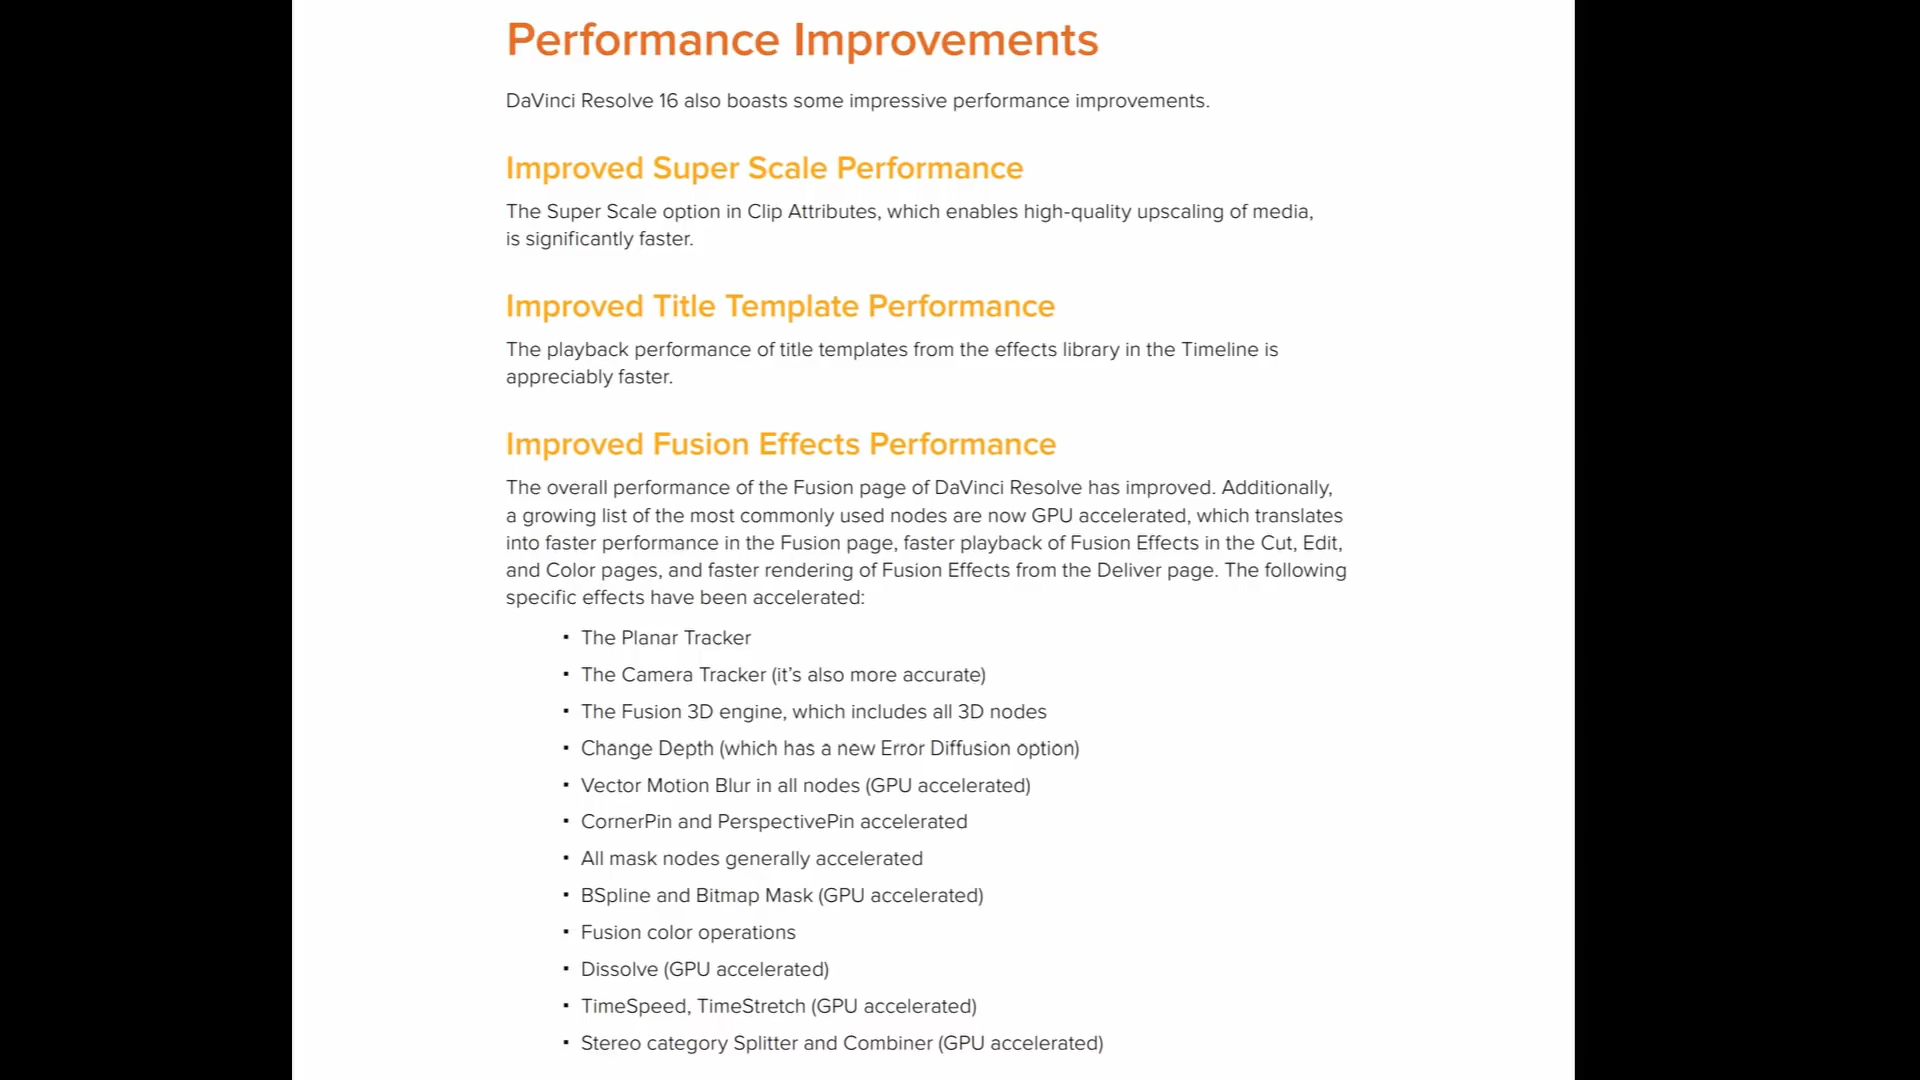 Performance Improvements
DaVinci Resolve 16 also boasts some impressive performance improvements.
Improved Super Scale Performance
The Super Scale option in Clip Attributes, which enables high-quality upscaling of media,
is significantly faster.
Improved Title Template Performance
The playback performance of title templates from the effects library in the Timeline is
appreciably faster.
Improved Fusion Effects Performance
The overall performance of the Fusion page of DaVinci Resolve has improved. Additionally,
a growing list of the most commonly used nodes are now GPU accelerated, which translates
into faster performance in the Fusion page, faster playback of Fusion Effects in the Cut, Edit,
and Color pages, and faster rendering of Fusion Effects from the Deliver page. The following
specific effects have been accelerated:
• The Planar Tracker
• The Camera Tracker (it’s also more accurate)
• The Fusion 3D engine, which includes all 3D nodes
• Change Depth (which has a new Error Diffusion option)
• Vector Motion Blur in all nodes (GPU accelerated)
• CornerPin and PerspectivePin accelerated
• All mask nodes generally accelerated
• BSpline and Bitmap Mask (GPU accelerated)
• Fusion color operations
• Dissolve (GPU accelerated)
• TimeSpeed, TimeStretch (GPU accelerated)
• Stereo category Splitter and Combiner (GPU accelerated)